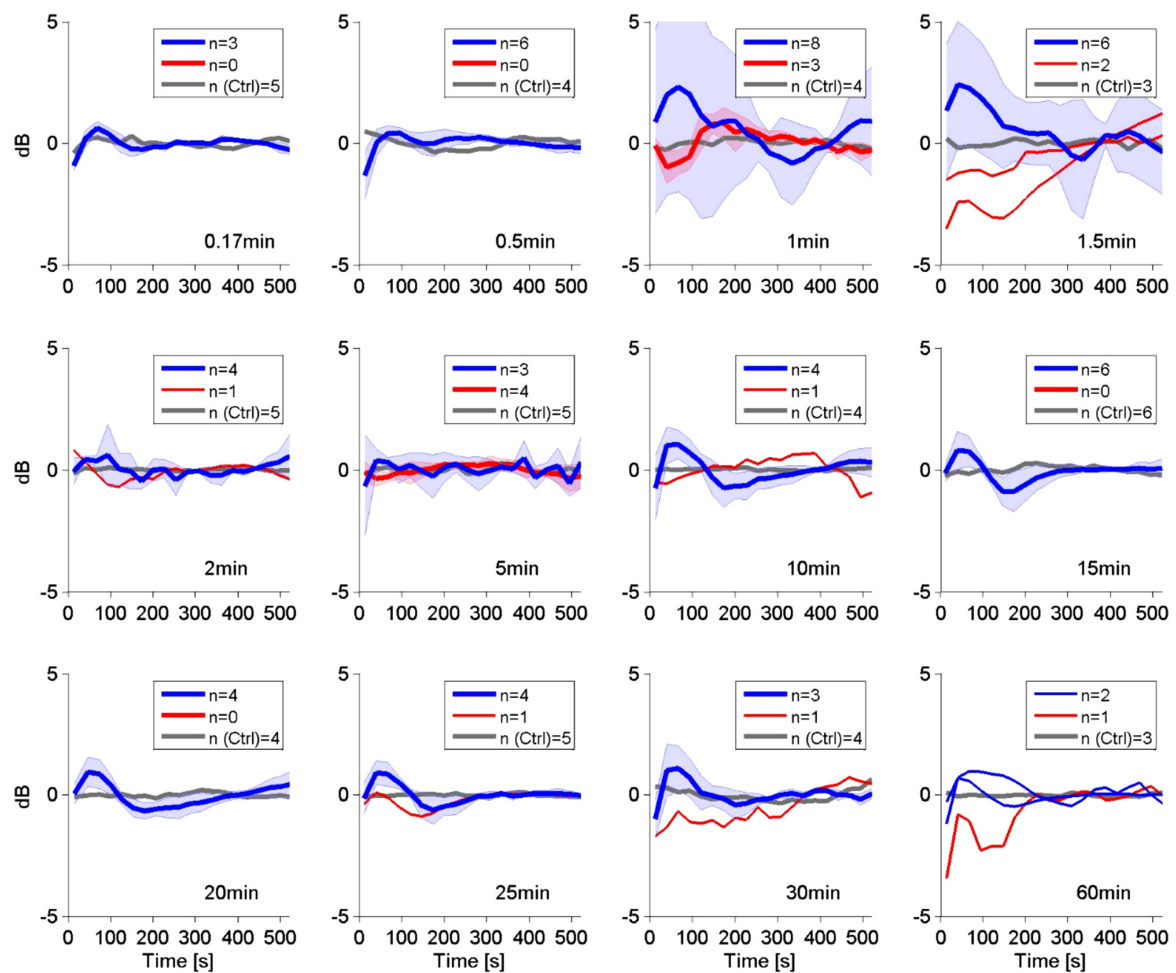 5
n=3
n=0
n (Ctrl)=5
dB
0
0.17min
-5
0 100 200 300 400 500
5
n=6
n=0
n (Ctrl)=4
0
0.5min
-5
0 100 200 300 400 500
5
n=8
n=3
n (Ctrl)=4
0
1min
-5
0 100 200 300 400 500
5
n=6
n=2
n (Ctrl)=3
0
1.5min
-5
0 100 200 300 400 500
5
n=4
n=1
n (Ctrl)=5
dB
0
2min
-5
0 100 200 300 400 500
5
n=3
n=4
n (Ctrl)=5
0
5min
-5
0 100 200 300 400 500
5
n=4
n=1
n (Ctrl)=4
0
10min
-5
0 100 200 300 400 500
5
n=6
n=0
n (Ctrl)=6
0
15min
-5
0 100 200 300 400 500
5
n=4
n=0
n (Ctrl)=4
dB
0
20min
-5
0 100 200 300 400 500
Time [s]
5
n=4
n=1
n (Ctrl)=5
0
25min
-5
0 100 200 300 400 500
Time [s]
5
n=3
n=1
n (Ctrl)=4
0
30min
-5
0 100 200 300 400 500
Time [s]
5
n=2
n=1
n (Ctrl)=3
0
60min
-5
0 100 200 300 400 500
Time [s]